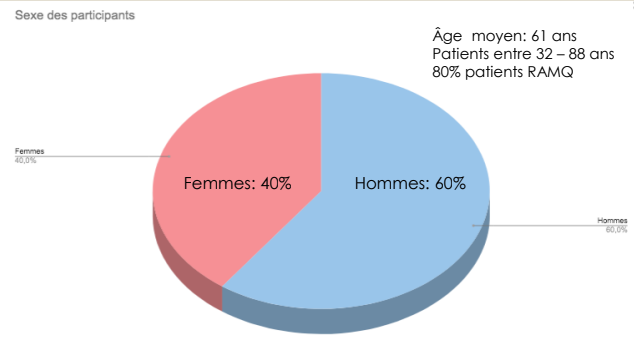 Sexe des participants
Âge moyen: 61 ans
Patients entre 32 – 88 ans
80% patients RAMQ
Femmes
40,0%
Femmes: 40%
Hommes: 60%
Hommes
60,0%